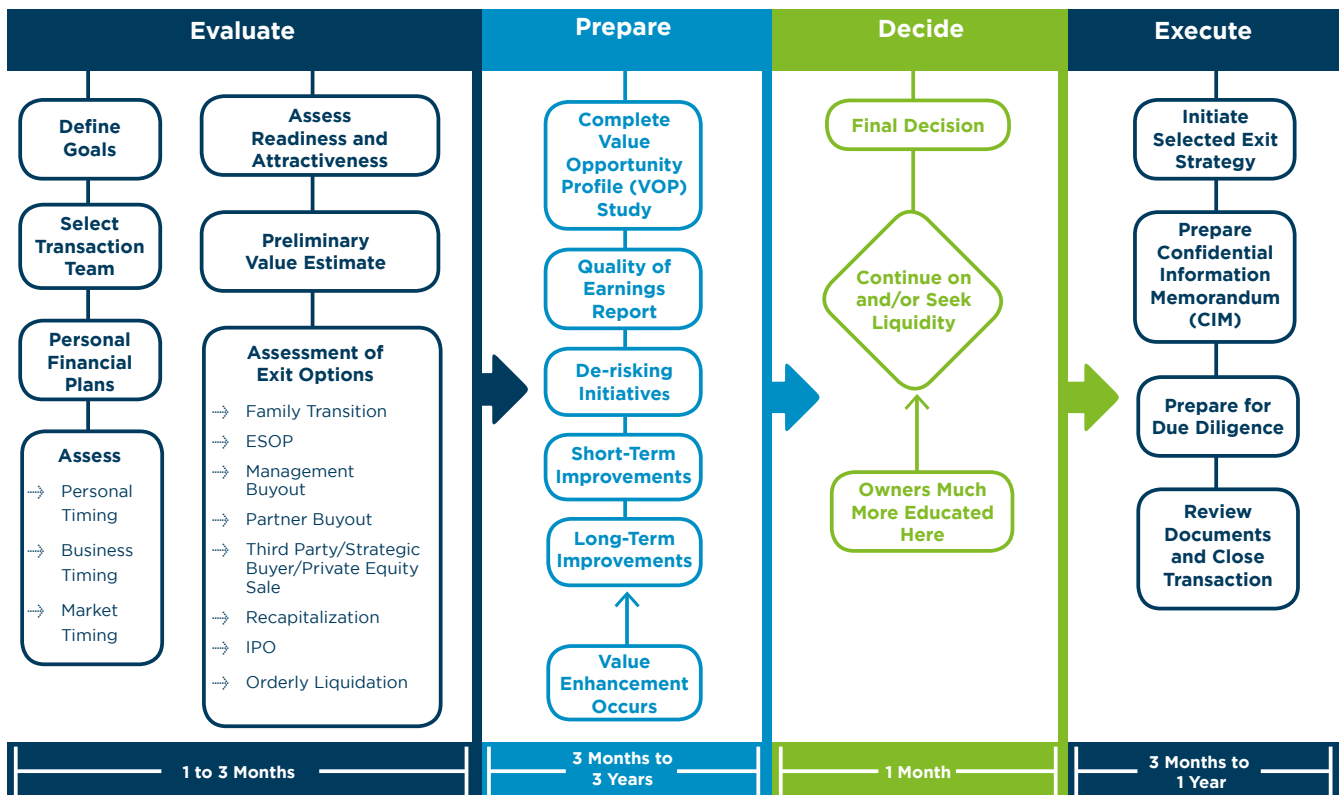 Evaluate
Prepare
Decide
Execute
Define
Goals
Select
Transaction
Team
Personal
Financial
Plans
Assess
Personal
Timing
Business
Timing
Market
Timing
Assess
Readiness and
Attractiveness
Preliminary
Value Estimate
Assessment of
Exit Options
Family Transition
ESOP
Management
Buyout
Partner Buyout
Third Party/Strategic
Buyer/Private Equity
Sale
Recapitalization
IPO
Orderly Liquidation
Complete
Value
Opportunity
Profile (VOP)
Study
Quality of
Earnings
Report
De-risking
Initiatives
Short-Term
Improvements
Long-Term
Improvements
Value
Enhancement
Occurs
Final Decision
Continue on
and/or Seek
Liquidity
Owners Much
More Educated
Here
Initiate
Selected Exit
Strategy
Prepare
Confidential
Information
Memorandum
(CIM)
Prepare for
Due Diligence
Review
Documents
and Close
Transaction
1 to 3 Months
3 Months to
3 Years
1 Month
3 Months to
1 Year